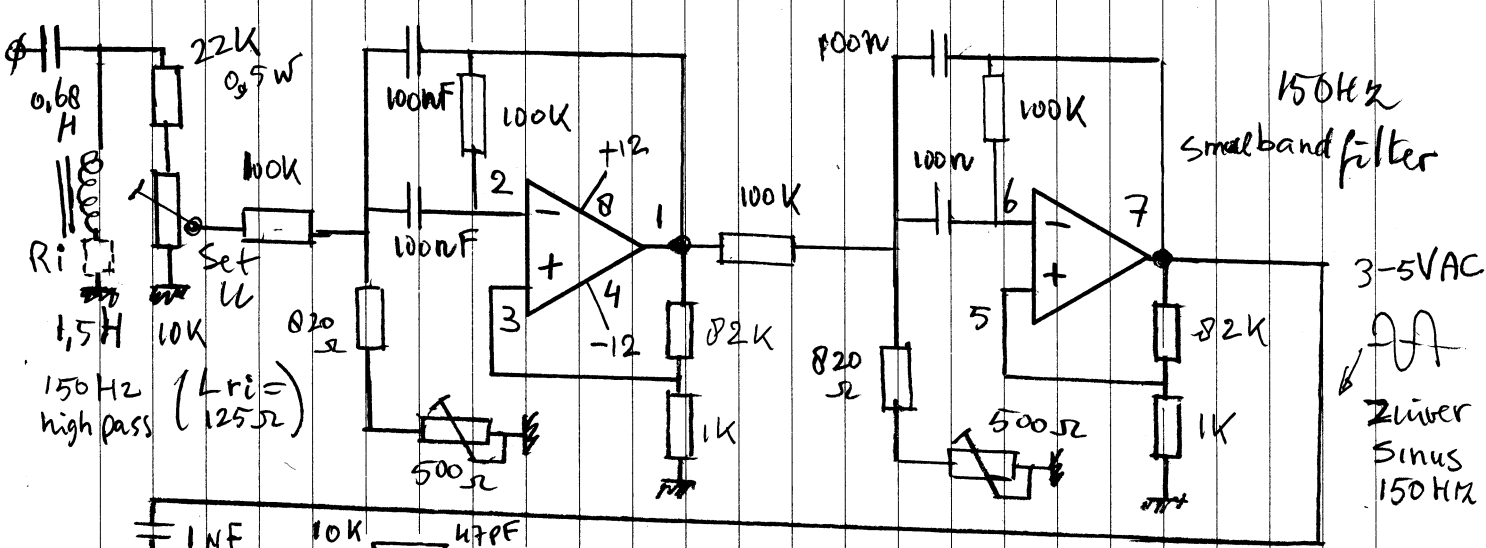 22K
0,5W
0,68
H
100K
Ri
Set
U
1,5H
10K
150Hz
high pass
(Lri=
125Ω)
100nF
100K
100nF
2
+12
8
−
+
3
4
-12
1
820
Ω
500Ω
82K
1K
100K
100n
100K
100n
6
7
−
+
5
820
Ω
500Ω
82K
1K
150Hz
small band filter
3-5VAC
Zuiver
Sinus
150Hz
1NF
10K
47PF